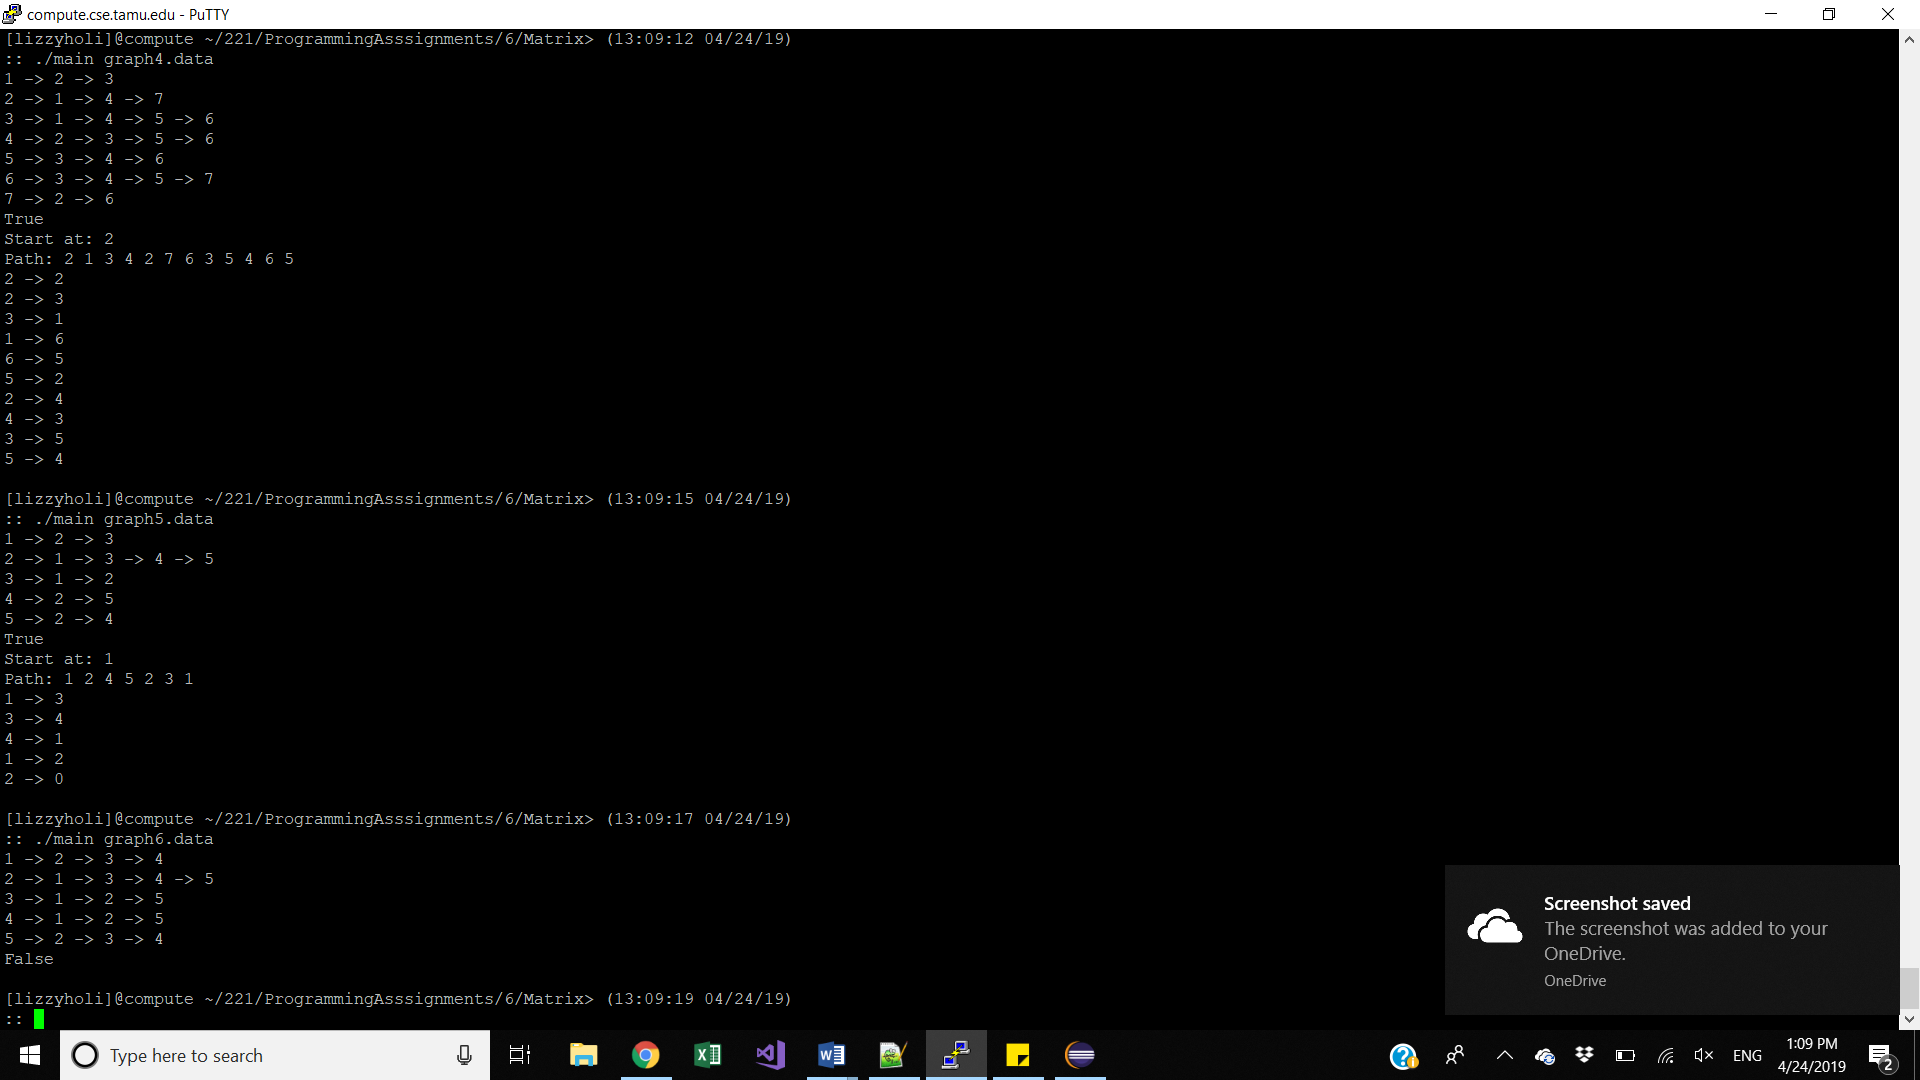 compute.cse.tamu.edu - PuTTY
[lizzyholi]@compute ~/221/ProgrammingAsssignments/6/Matrix> (13:09:12 04/24/19)
:: ./main graph4.data
1 -> 2 -> 3
2 -> 1 -> 4 -> 7
3 -> 1 -> 4 -> 5 -> 6
4 -> 2 -> 3 -> 5 -> 6
5 -> 3 -> 4 -> 6
6 -> 3 -> 4 -> 5 -> 7
7 -> 2 -> 6
True
Start at: 2
Path: 2 1 3 4 2 7 6 3 5 4 6 5
2 -> 2
2 -> 3
3 -> 1
1 -> 6
6 -> 5
5 -> 2
2 -> 4
4 -> 3
3 -> 5
5 -> 4
[lizzyholi]@compute ~/221/ProgrammingAsssignments/6/Matrix> (13:09:15 04/24/19)
:: ./main graph5.data
1 -> 2 -> 3
2 -> 1 -> 3 -> 4 -> 5
3 -> 1 -> 2
4 -> 2 -> 5
5 -> 2 -> 4
True
Start at: 1
Path: 1 2 4 5 2 3 1
1 -> 3
3 -> 4
4 -> 1
1 -> 2
2 -> 0
[lizzyholi]@compute ~/221/ProgrammingAsssignments/6/Matrix> (13:09:17 04/24/19)
:: ./main graph6.data
1 -> 2 -> 3 -> 4
2 -> 1 -> 3 -> 4 -> 5
3 -> 1 -> 2 -> 5
4 -> 1 -> 2 -> 5
5 -> 2 -> 3 -> 4
False
[lizzyholi]@compute ~/221/ProgrammingAsssignments/6/Matrix> (13:09:19 04/24/19)
::
Screenshot saved
The screenshot was added to your
OneDrive.
OneDrive
Type here to search
ENG
1:09 PM
4/24/2019
2